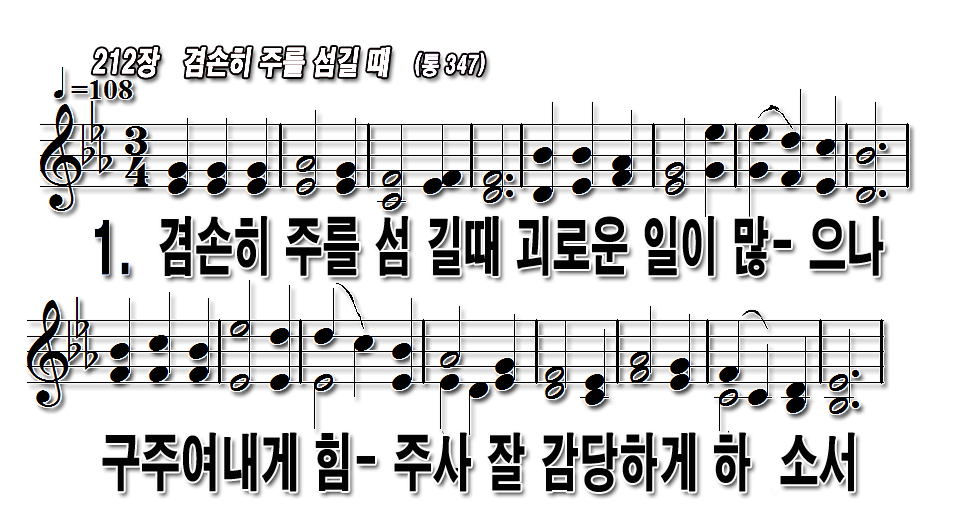 212장 겸손히 주를 섬길 때 (통 347)
♩=108
3
4
1. 겸손히 주를 섬 길때 괴로운 일이 많- 으나
구주여내게 힘- 주사 잘 감당하게 하 소서